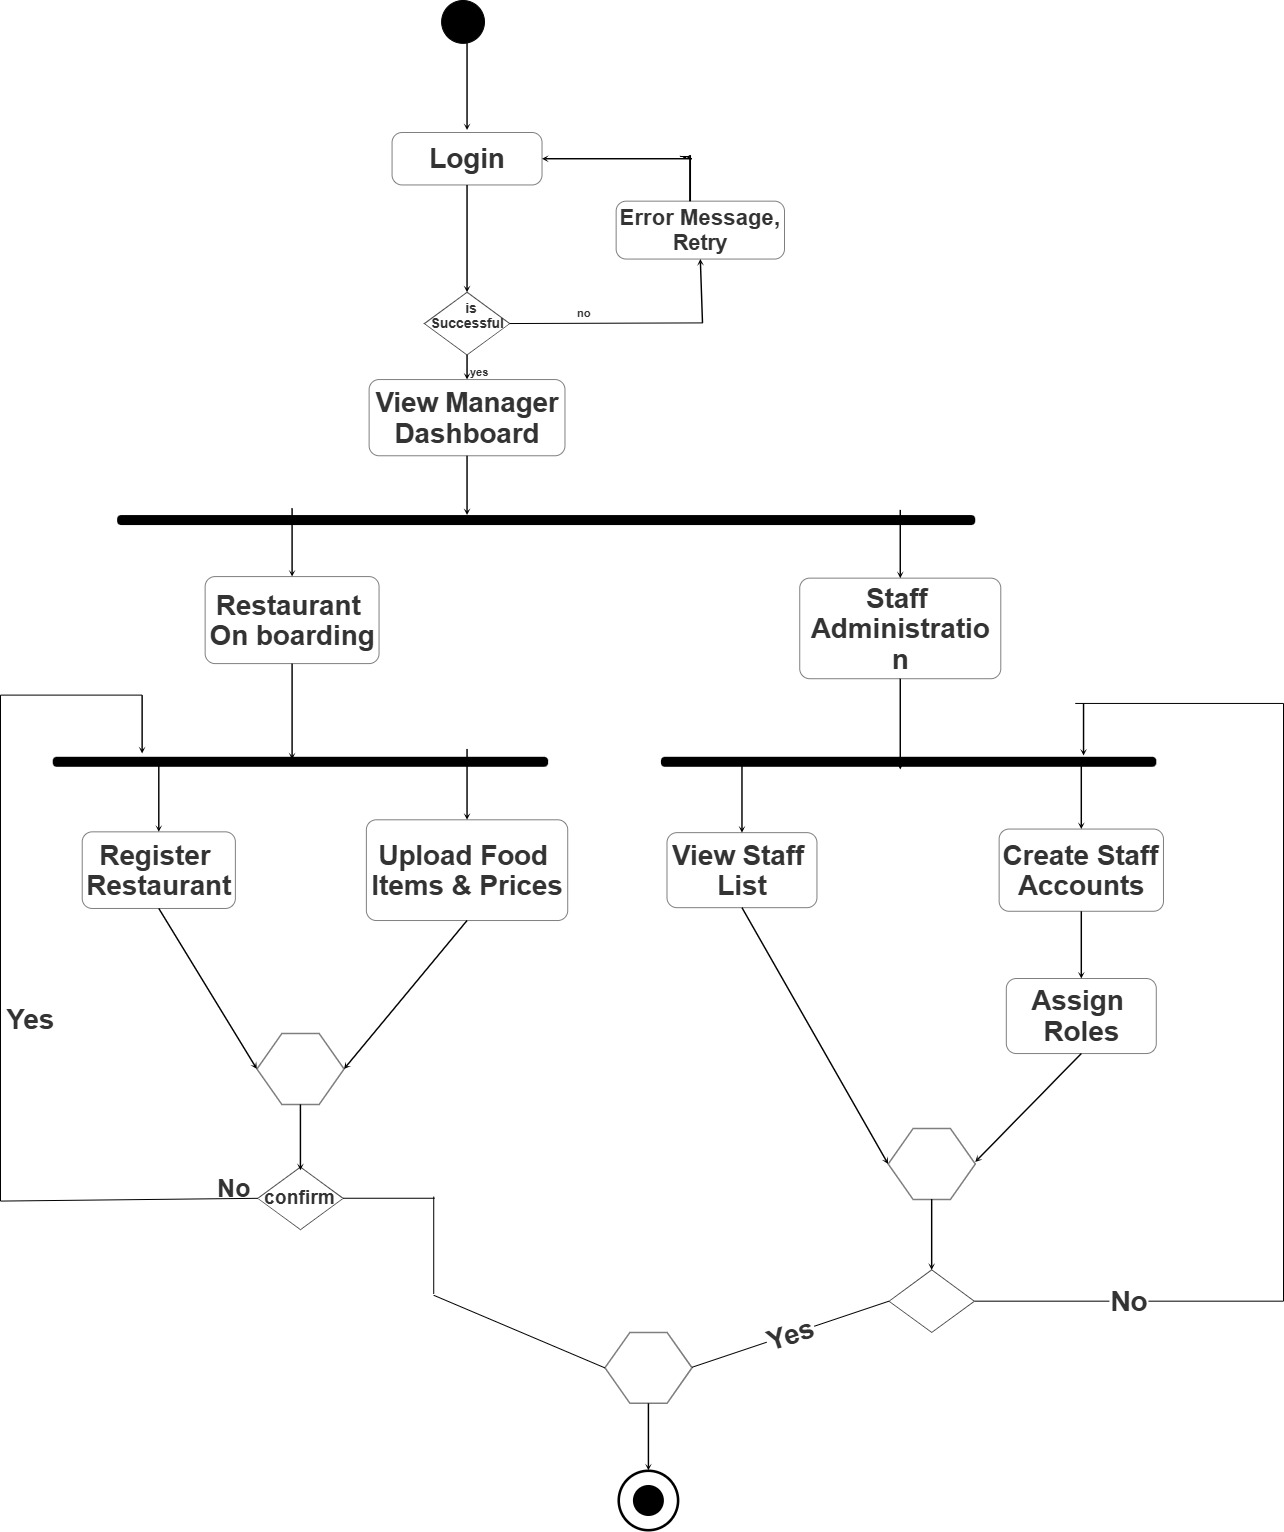 Login
Error Message,
Retry
is
Successful
no
yes
View Manager
Dashboard
Restaurant
On boarding
Staff
Administratio
n
Register
Restaurant
Upload Food
Items & Prices
View Staff
List
Create Staff
Accounts
Assign
Roles
Yes
No
confirm
No
Yes